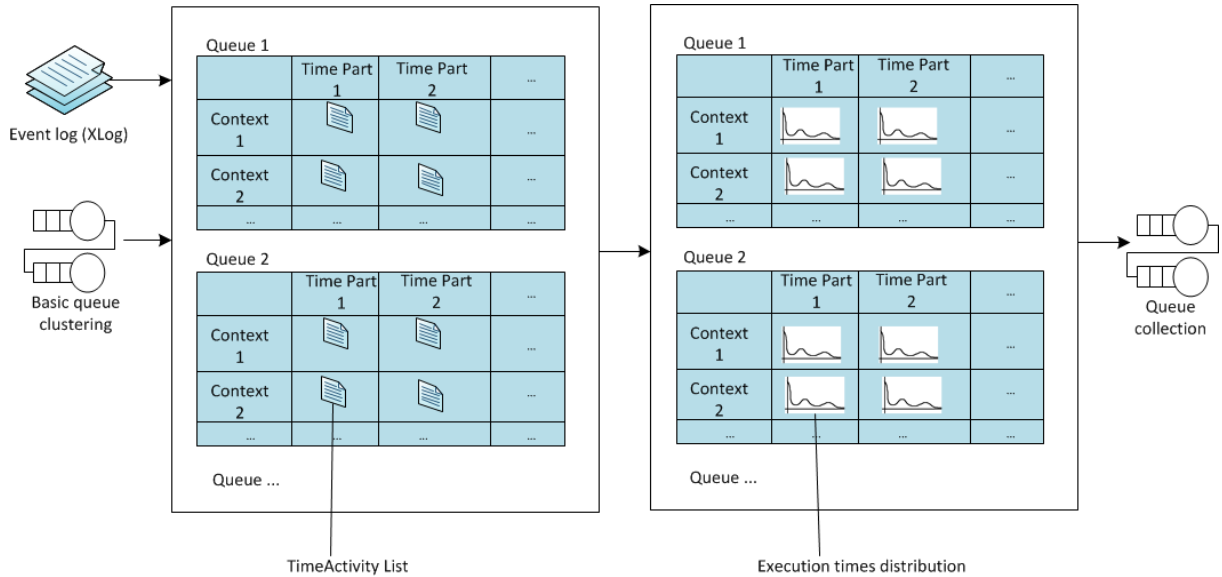 Event log (XLog)
Basic queue
clustering
Queue 1
Time Part
1
Time Part
2
...
Context
1
...
Context
2
...
...
...
...
Queue 2
Time Part
1
Time Part
2
...
Context
1
...
Context
2
...
...
...
...
Queue ...
TimeActivity List
Queue 1
Time Part
1
Time Part
2
...
Context
1
...
Context
2
...
...
...
...
...
Queue 2
Time Part
1
Time Part
2
...
Context
1
...
Context
2
...
...
...
...
...
Queue ...
Execution times distribution
Queue
collection